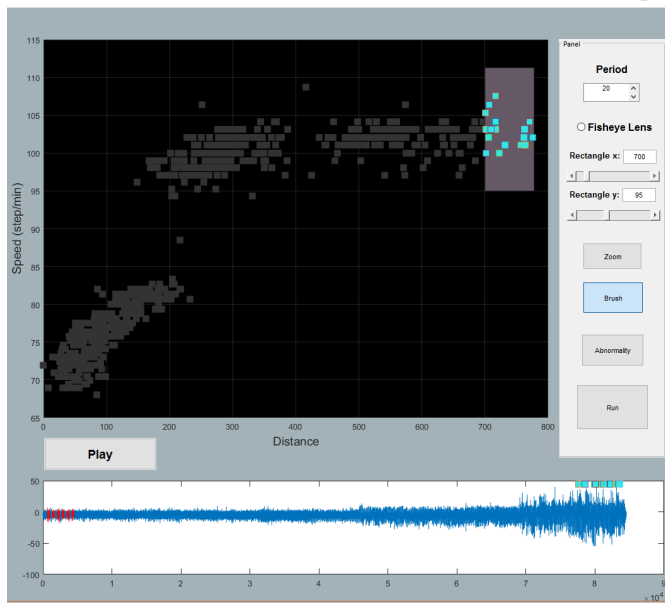 Panel
Period
20
Fisheye Lens
Rectangle x: 700
Rectangle y: 95
Zoom
Brush
Abnormality
Run
115
110
105
100
95
90
85
80
75
70
65
Speed (step/min)
0 100 200 300 400 500 600 700 800
Distance
Play
50
0
-50
-100
0 1 2 3 4 5 6 7 8 9
× 10⁴